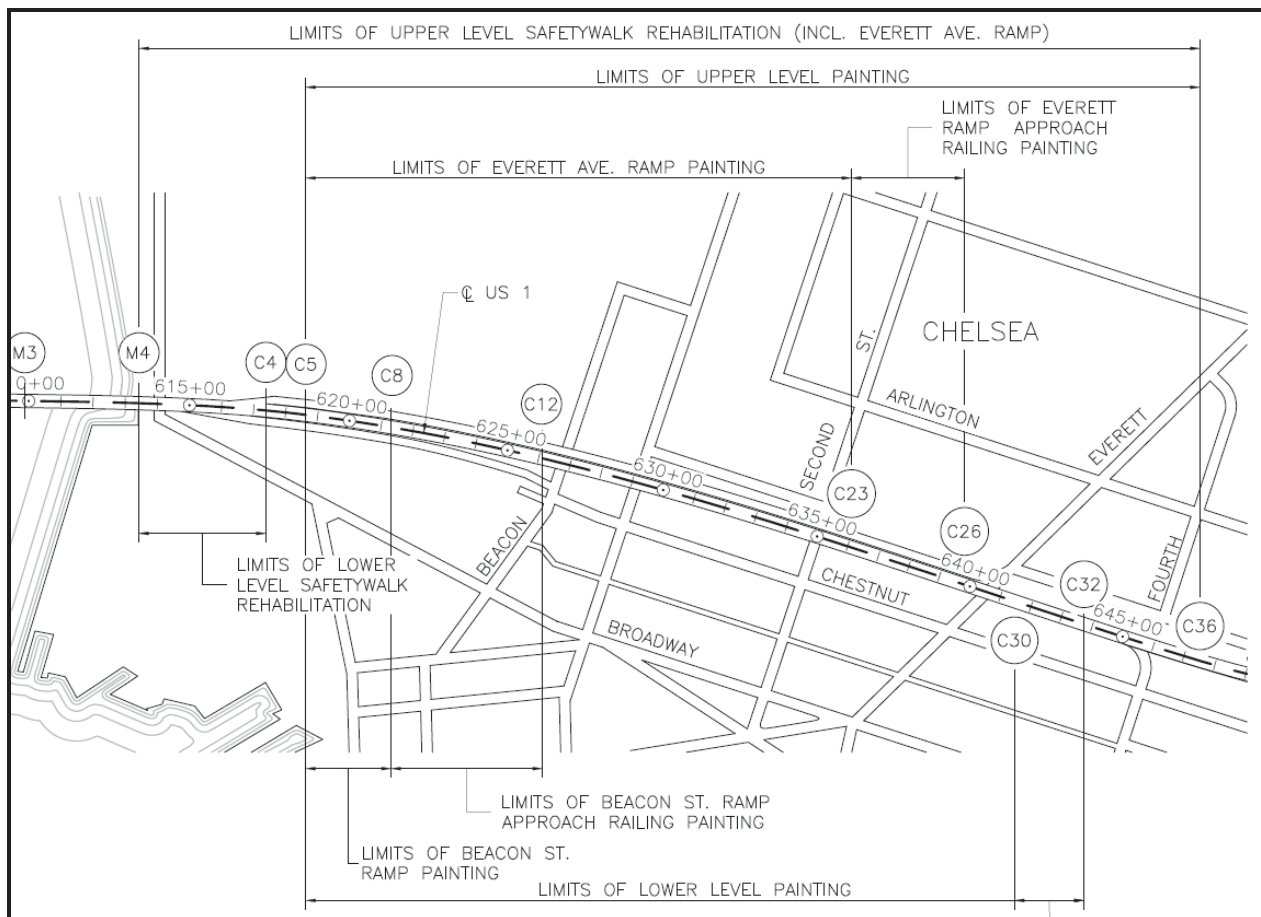 LIMITS OF UPPER LEVEL SAFETYWALK REHABILITATION (INCL. EVERETT AVE. RAMP)
LIMITS OF UPPER LEVEL PAINTING
LIMITS OF EVERETT
RAMP APPROACH
RAILING PAINTING
LIMITS OF EVERETT AVE. RAMP PAINTING
℄ US 1
CHELSEA
ST.
SECOND
ARLINGTON
EVERETT
FOURTH
M3
M4
C4
C5
C8
C12
C23
C26
C32
C36
C30
0+00
615+00
620+00
625+00
630+00
635+00
640+00
645+00
LIMITS OF LOWER
LEVEL SAFETYWALK
REHABILITATION
BEACON
CHESTNUT
BROADWAY
LIMITS OF BEACON ST. RAMP
APPROACH RAILING PAINTING
LIMITS OF BEACON ST.
RAMP PAINTING
LIMITS OF LOWER LEVEL PAINTING